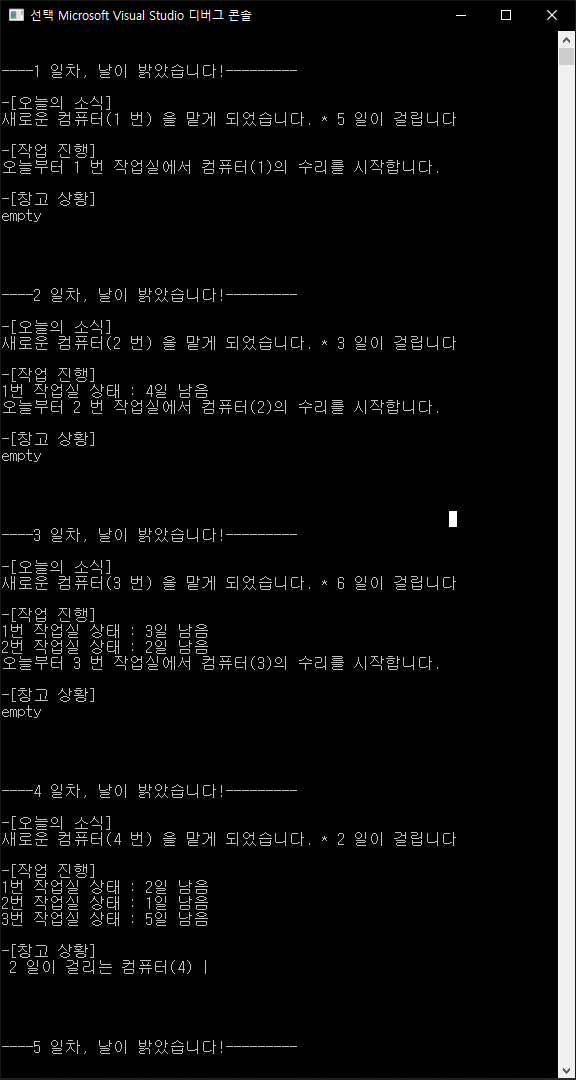 선택 Microsoft Visual Studio 디버그 콘솔
----1 일차, 날이 밝았습니다!---------
-[오늘의 소식]
새로운 컴퓨터(1 번) 을 맡게 되었습니다. * 5 일이 걸립니다
-[작업 진행]
오늘부터 1 번 작업실에서 컴퓨터(1)의 수리를 시작합니다.
-[창고 상황]
empty
----2 일차, 날이 밝았습니다!---------
-[오늘의 소식]
새로운 컴퓨터(2 번) 을 맡게 되었습니다. * 3 일이 걸립니다
-[작업 진행]
1번 작업실 상태 : 4일 남음
오늘부터 2 번 작업실에서 컴퓨터(2)의 수리를 시작합니다.
-[창고 상황]
empty
----3 일차, 날이 밝았습니다!---------
-[오늘의 소식]
새로운 컴퓨터(3 번) 을 맡게 되었습니다. * 6 일이 걸립니다
-[작업 진행]
1번 작업실 상태 : 3일 남음
2번 작업실 상태 : 2일 남음
오늘부터 3 번 작업실에서 컴퓨터(3)의 수리를 시작합니다.
-[창고 상황]
empty
----4 일차, 날이 밝았습니다!---------
-[오늘의 소식]
새로운 컴퓨터(4 번) 을 맡게 되었습니다. * 2 일이 걸립니다
-[작업 진행]
1번 작업실 상태 : 2일 남음
2번 작업실 상태 : 1일 남음
3번 작업실 상태 : 5일 남음
-[창고 상황]
 2 일이 걸리는 컴퓨터(4) |
----5 일차, 날이 밝았습니다!---------